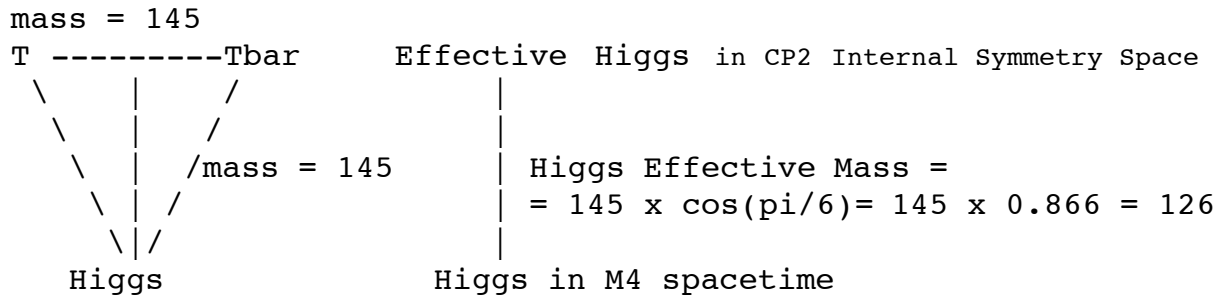 mass = 145
T ---------Tbar Effective Higgs in CP2 Internal Symmetry Space
mass = 145 Higgs Effective Mass =
= 145 x cos(pi/6)= 145 x 0.866 = 126
Higgs Higgs in M4 spacetime